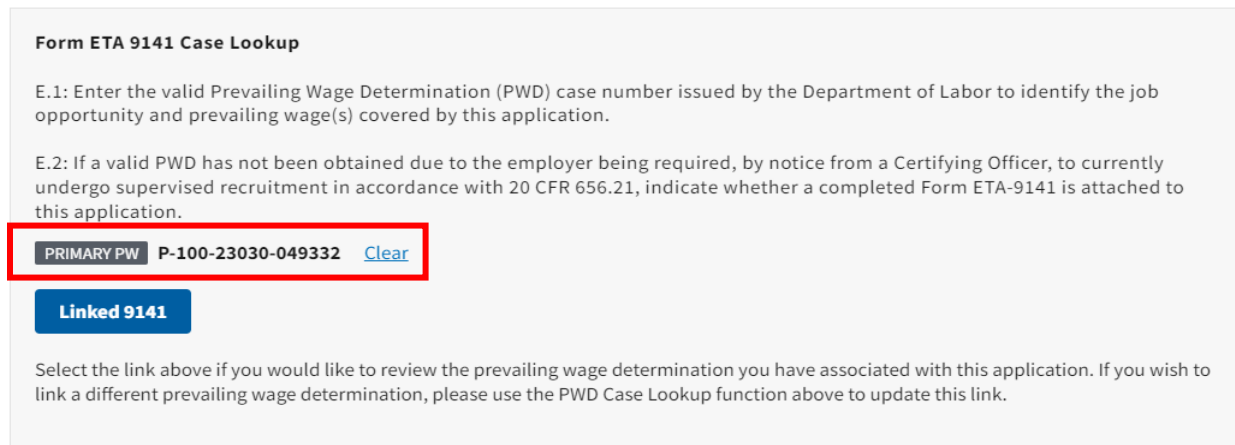 Form ETA 9141 Case Lookup
E.1: Enter the valid Prevailing Wage Determination (PWD) case number issued by the Department of Labor to identify the job
opportunity and prevailing wage(s) covered by this application.
E.2: If a valid PWD has not been obtained due to the employer being required, by notice from a Certifying Officer, to currently
undergo supervised recruitment in accordance with 20 CFR 656.21, indicate whether a completed Form ETA-9141 is attached to
this application.
PRIMARY PW P-100-23030-049332 Clear
Linked 9141
Select the link above if you would like to review the prevailing wage determination you have associated with this application. If you wish to
link a different prevailing wage determination, please use the PWD Case Lookup function above to update this link.